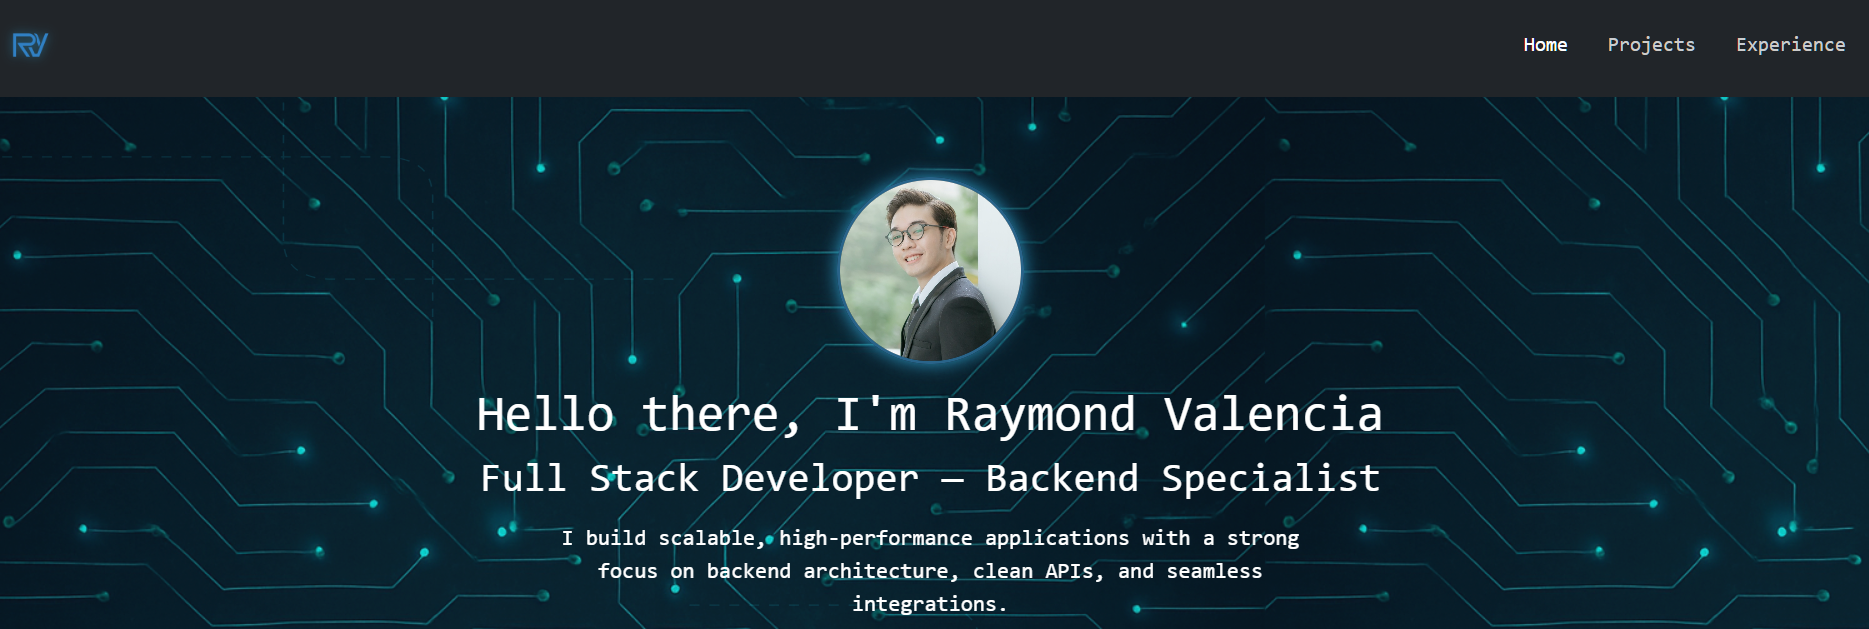 RV
Home Projects Experience
Hello there, I'm Raymond Valencia
Full Stack Developer — Backend Specialist
I build scalable, high-performance applications with a strong
focus on backend architecture, clean APIs, and seamless
integrations.